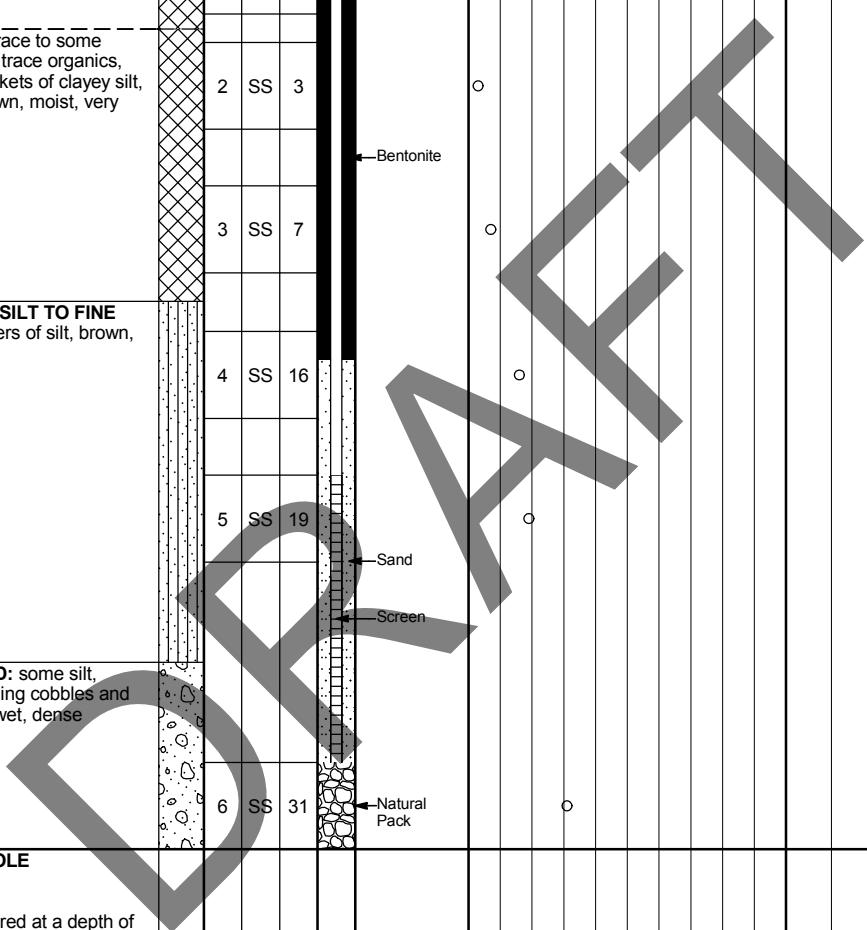 race to some
trace organics,
kets of clayey silt,
wn, moist, very
2 SS 3
Bentonite
3 SS 7
SILT TO FINE
ers of silt, brown,
4 SS 16
5 SS 19
Sand
Screen
D: some silt,
ing cobbles and
wet, dense
6 SS 31
Natural
Pack
OLE
red at a depth of
DRAFT